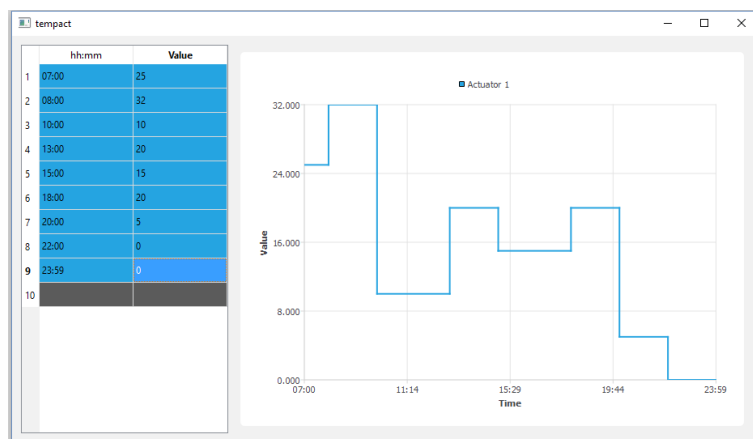 tempact
hh:mm Value
1 07:00 25
2 08:00 32
3 10:00 10
4 13:00 20
5 15:00 15
6 18:00 20
7 20:00 5
8 22:00 0
9 23:59 0
10
Actuator 1
32.000
24.000
16.000
8.000
0.000
Value
07:00 11:14 15:29 19:44 23:59
Time